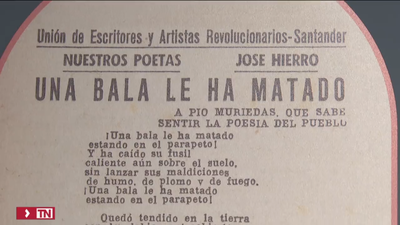 Unión de Escritores y Artistas Revolucionarios-Santander
NUESTROS POETAS JOSE HIERRO
UNA BALA LE HA MATADO
A PIO MURIEDAS, QUE SABE
SENTIR LA POESIA DEL PUEBLO
¡Una bala le ha matado
estando en el parapeto!
Y ha caído su fusil
caliente aún sobre el suelo,
sin lanzar sus maldiciones
de humo, de plomo y de fuego.
¡Una bala le ha matado
estando en el parapeto!
Quedó tendido en la tierra
TN